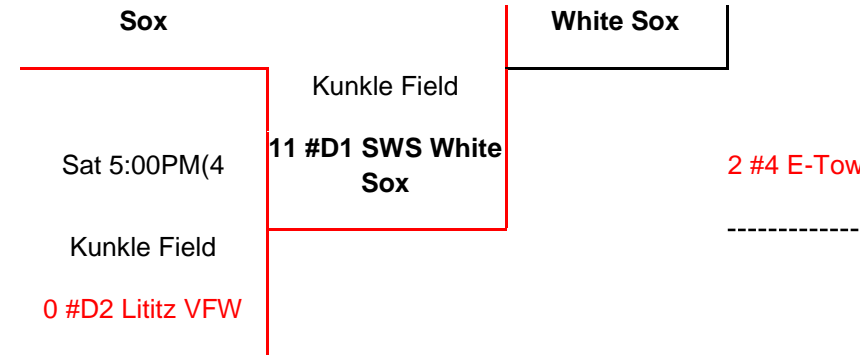 Sox
White Sox
Kunkle Field
11 #D1 SWS White
Sox
Sat 5:00PM(4
2 #4 E-Tow
-------------
Kunkle Field
0 #D2 Lititz VFW